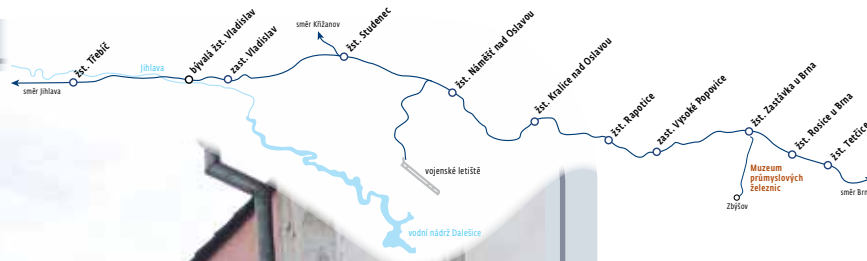 směr Jihlava
žst. Třebíč
Jihlava
bývalá žst. Vladislav
zast. Vladislav
směr Křižanov
žst. Studenec
žst. Náměšť nad Oslavou
vojenské letiště
vodní nádrž Dalešice
žst. Kralice nad Oslavou
žst. Rapotice
zast. Vysoké Popovice
žst. Zastávka u Brna
Muzeum
průmyslových
železnic
Zbýšov
žst. Rosice u Brna
žst. Tetčice
směr Brn